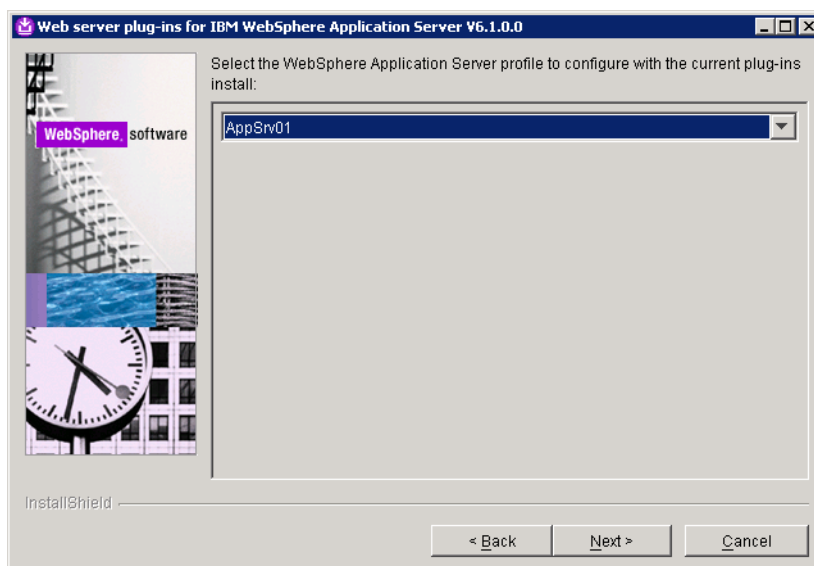 Web server plug-ins for IBM WebSphere Application Server V6.1.0.0
Select the WebSphere Application Server profile to configure with the current plug-ins
install:
WebSphere. software
AppSrv01
InstallShield
< Back
Next >
Cancel